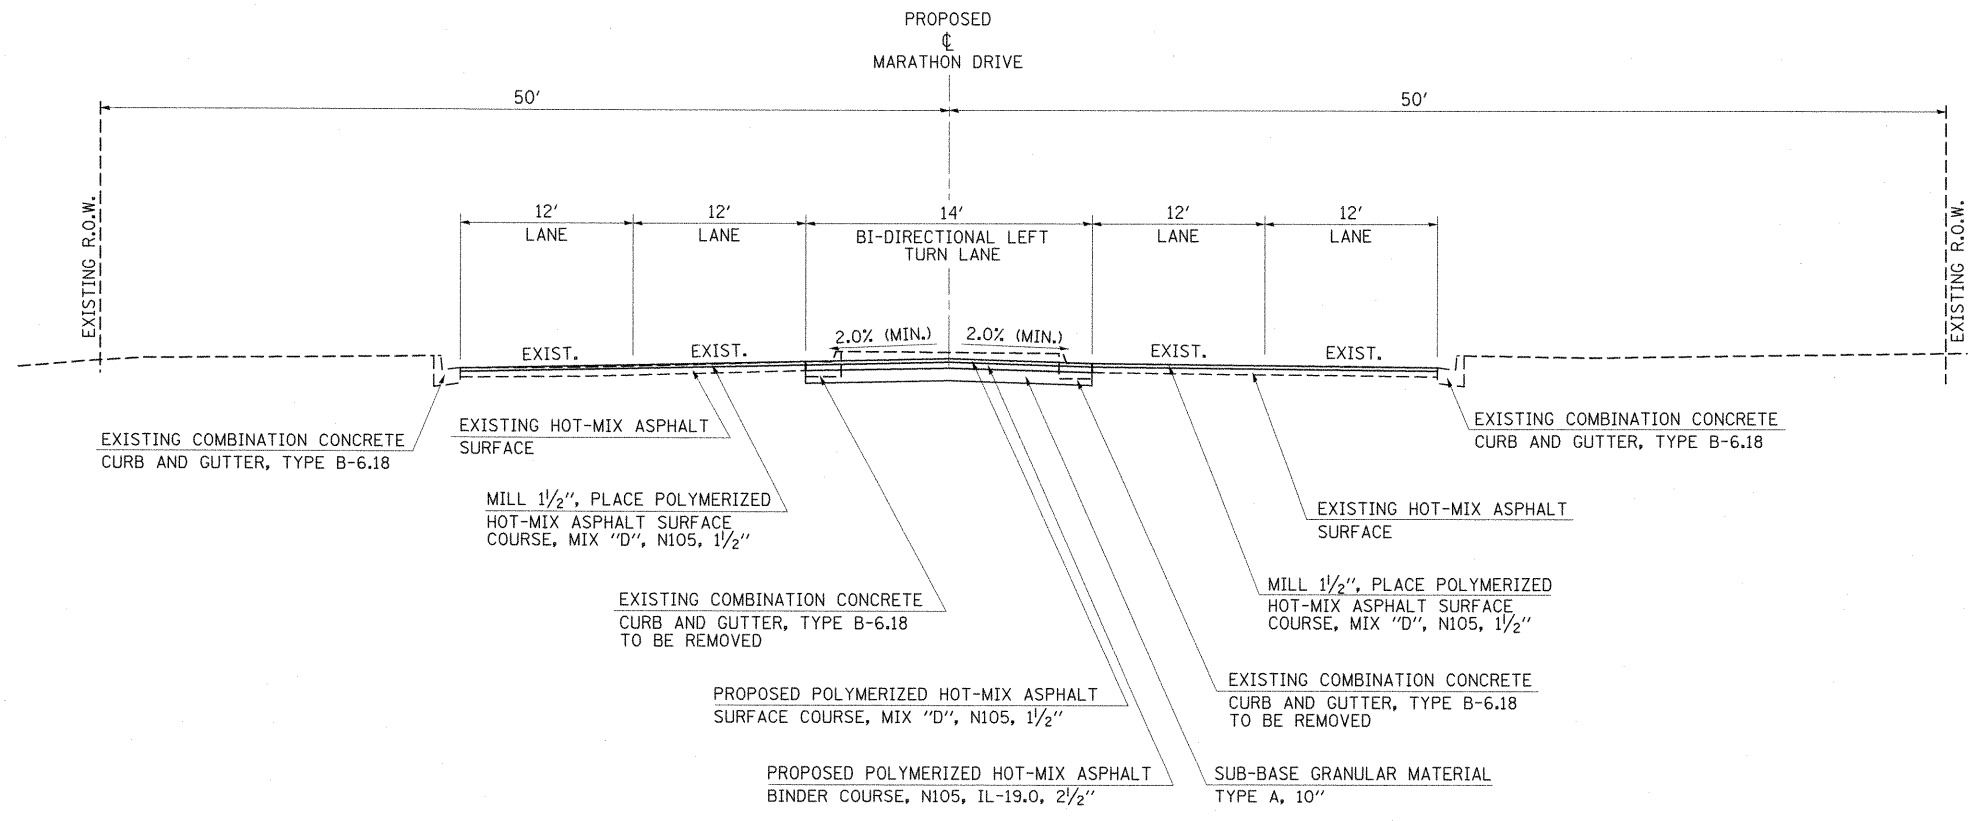 PROPOSED
℄
MARATHON DRIVE
50′
50′
EXISTING R.O.W.
EXISTING R.O.W.
12′
LANE
12′
LANE
14′
BI-DIRECTIONAL LEFT
TURN LANE
12′
LANE
12′
LANE
2.0% (MIN.)
2.0% (MIN.)
EXIST.
EXIST.
EXIST.
EXIST.
EXISTING COMBINATION CONCRETE
CURB AND GUTTER, TYPE B-6.18
EXISTING HOT-MIX ASPHALT
SURFACE
MILL 1½″, PLACE POLYMERIZED
HOT-MIX ASPHALT SURFACE
COURSE, MIX ″D″, N105, 1½″
EXISTING COMBINATION CONCRETE
CURB AND GUTTER, TYPE B-6.18
TO BE REMOVED
PROPOSED POLYMERIZED HOT-MIX ASPHALT
SURFACE COURSE, MIX ″D″, N105, 1½″
PROPOSED POLYMERIZED HOT-MIX ASPHALT
BINDER COURSE, N105, IL-19.0, 2½″
EXISTING COMBINATION CONCRETE
CURB AND GUTTER, TYPE B-6.18
EXISTING HOT-MIX ASPHALT
SURFACE
MILL 1½″, PLACE POLYMERIZED
HOT-MIX ASPHALT SURFACE
COURSE, MIX ″D″, N105, 1½″
EXISTING COMBINATION CONCRETE
CURB AND GUTTER, TYPE B-6.18
TO BE REMOVED
SUB-BASE GRANULAR MATERIAL
TYPE A, 10″